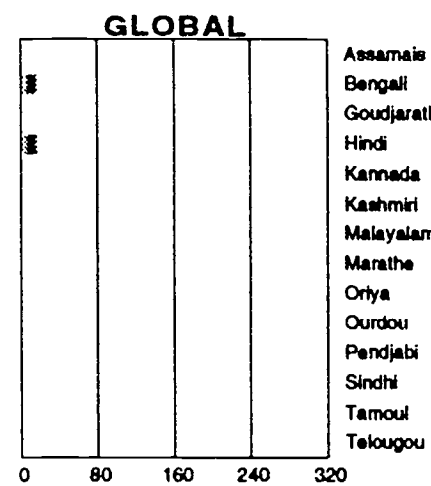 GLOBAL
Assamais
Bengali
Goudjarati
Hindi
Kannada
Kashmiri
Malayalam
Marathe
Oriya
Ourdou
Pendjabi
Sindhi
Tamoul
Telougou
0 80 160 240 320